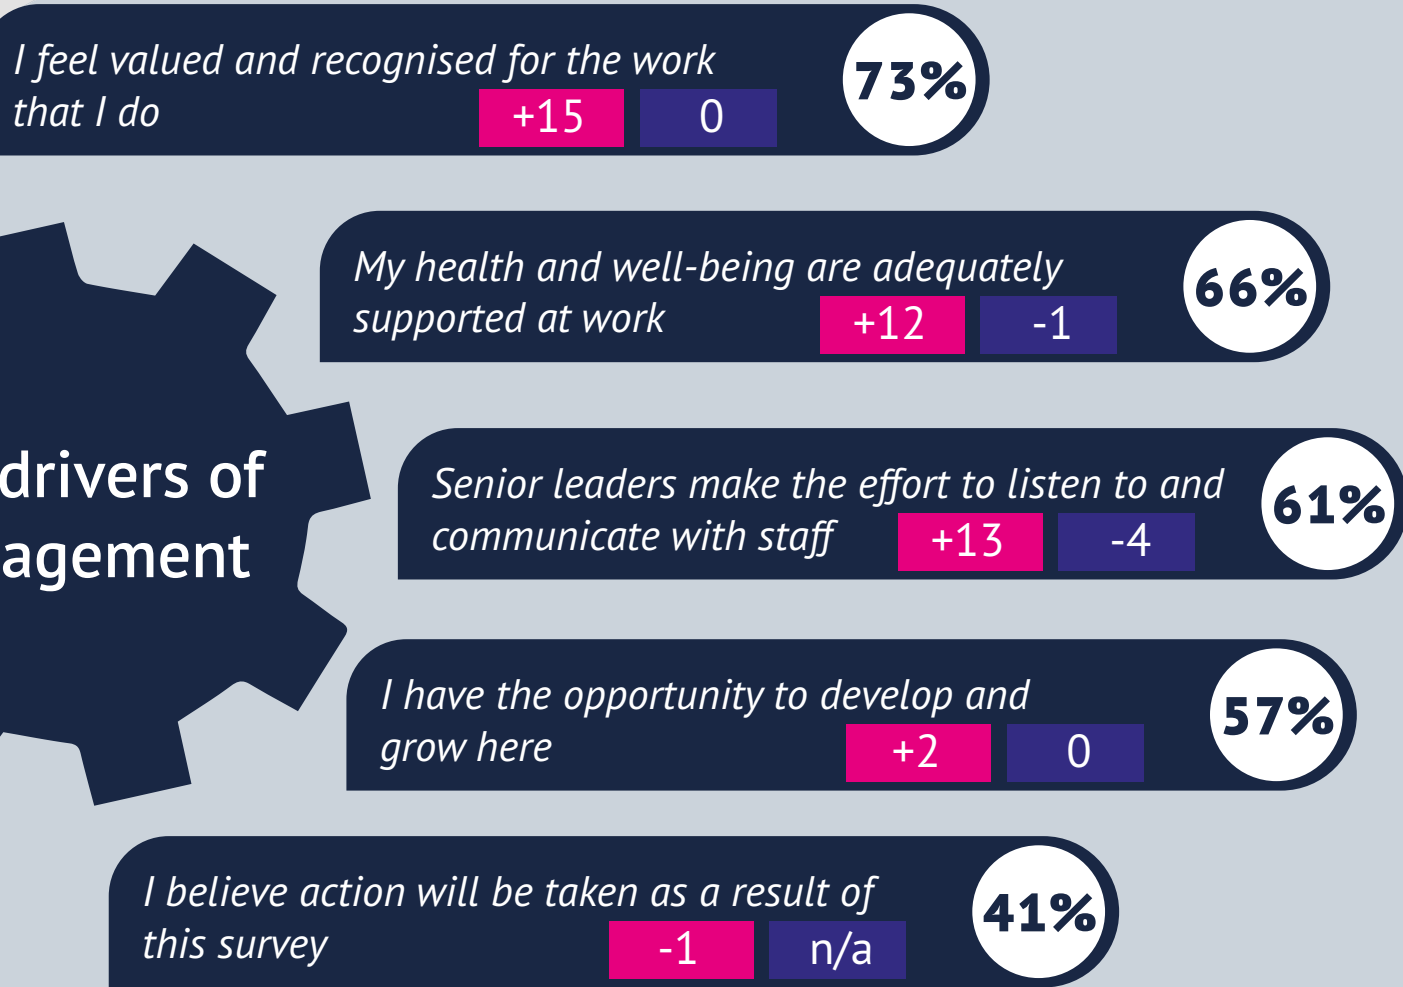 I feel valued and recognised for the work
that I do
+15
0
73%
My health and well-being are adequately
supported at work
+12
-1
66%
drivers of
agement
Senior leaders make the effort to listen to and
communicate with staff
+13
-4
61%
I have the opportunity to develop and
grow here
+2
0
57%
I believe action will be taken as a result of
this survey
-1
n/a
41%